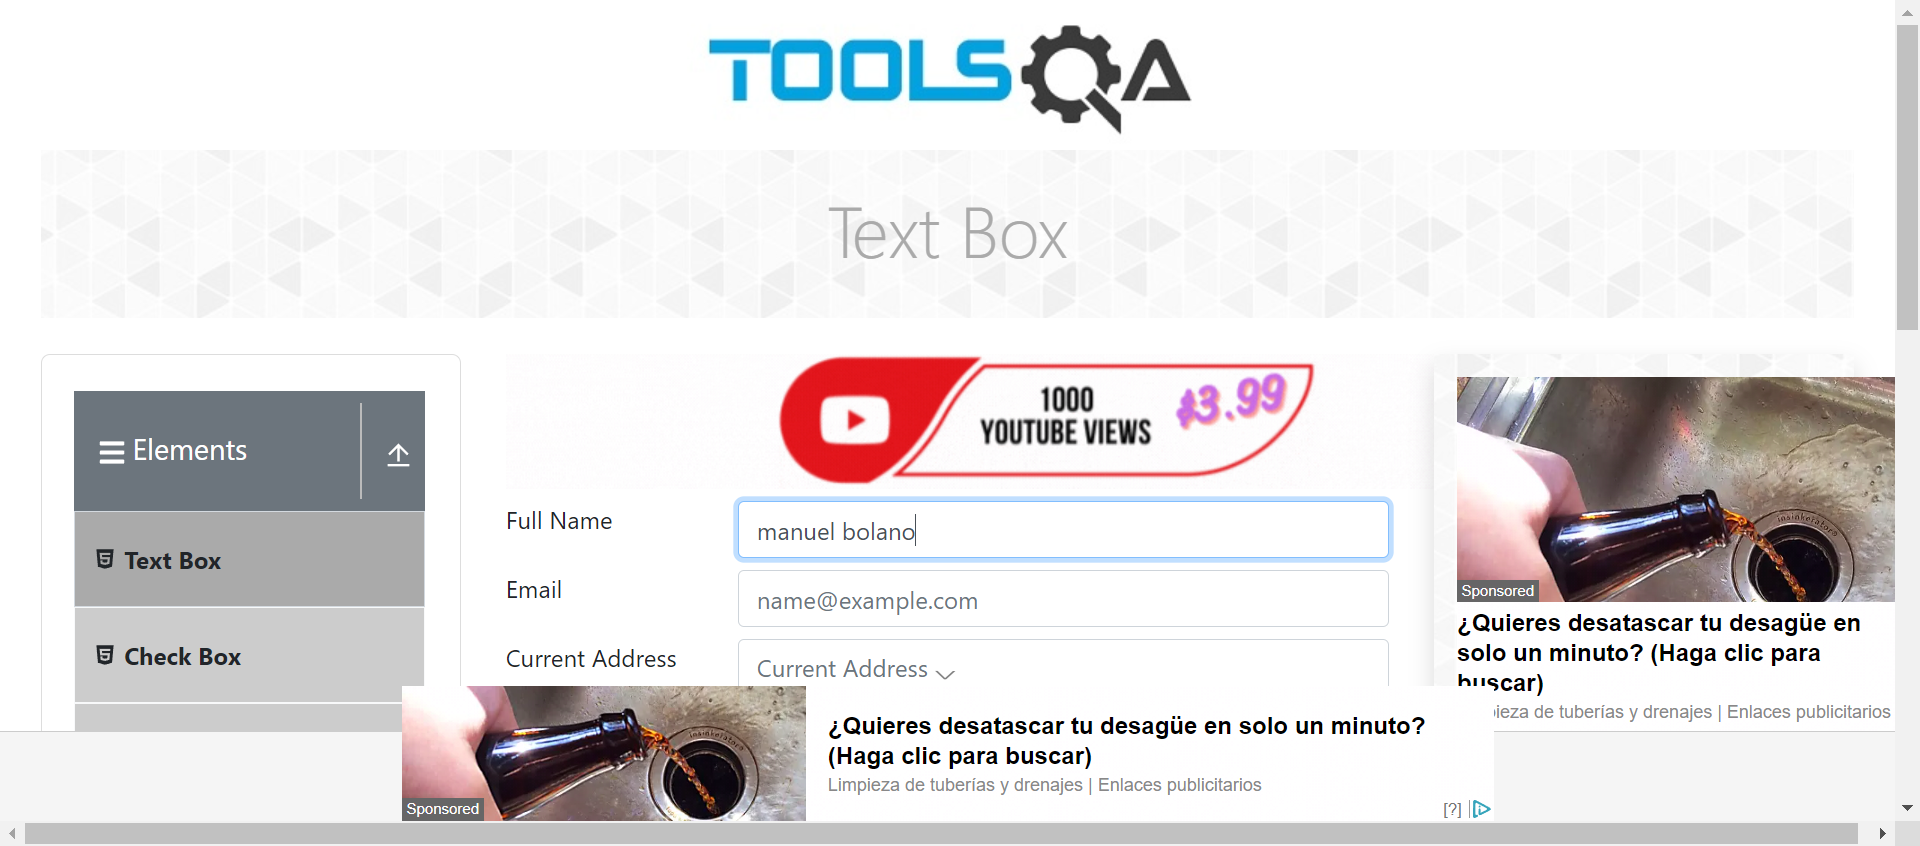 TOOLSQA
Text Box
Elements
Text Box
Check Box
1000
YOUTUBE VIEWS
$3.99
Full Name
manuel bolano
Email
name@example.com
Current Address
Current Address
insinkerator
Sponsored
¿Quieres desatascar tu desagüe en
solo un minuto? (Haga clic para
buscar)
pieza de tuberías y drenajes | Enlaces publicitarios
insinkerator
Sponsored
¿Quieres desatascar tu desagüe en solo un minuto?
(Haga clic para buscar)
Limpieza de tuberías y drenajes | Enlaces publicitarios
[?]